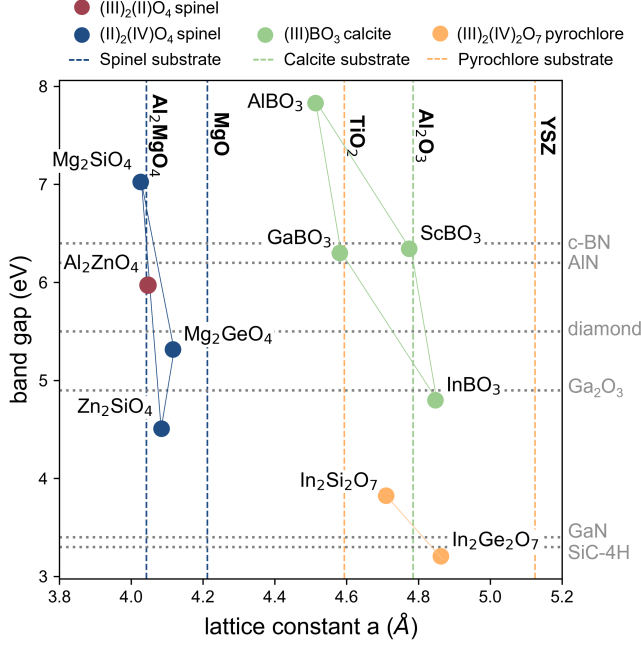 (III)₂(II)O₄ spinel
(II)₂(IV)O₄ spinel (III)BO₃ calcite (III)₂(IV)₂O₇ pyrochlore
Spinel substrate Calcite substrate Pyrochlore substrate
8
7
6
5
4
3
band gap (eV)
Al₂MgO₄
MgO
TiO₂
Al₂O₃
YSZ
AlBO₃
Mg₂SiO₄
GaBO₃
ScBO₃
c-BN
AlN
Al₂ZnO₄
Mg₂GeO₄
diamond
InBO₃
Ga₂O₃
Zn₂SiO₄
In₂Si₂O₇
In₂Ge₂O₇
GaN
SiC-4H
3.8 4.0 4.2 4.4 4.6 4.8 5.0 5.2
lattice constant a (Å)